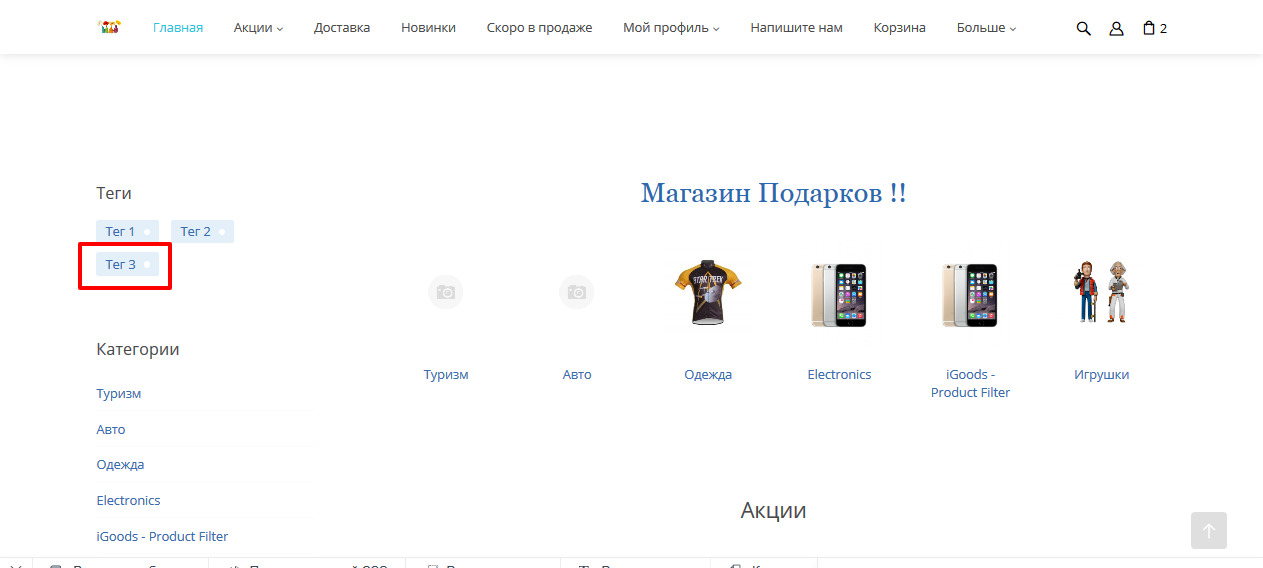 Главная Акции Доставка Новинки Скоро в продаже Мой профиль Напишите нам Корзина Больше 2
Теги
Тег 1 Тег 2
Тег 3
Магазин Подарков !!
Туризм Авто Одежда Electronics iGoods - Product Filter Игрушки
Категории
Туризм
Авто
Одежда
Electronics
iGoods - Product Filter
Акции